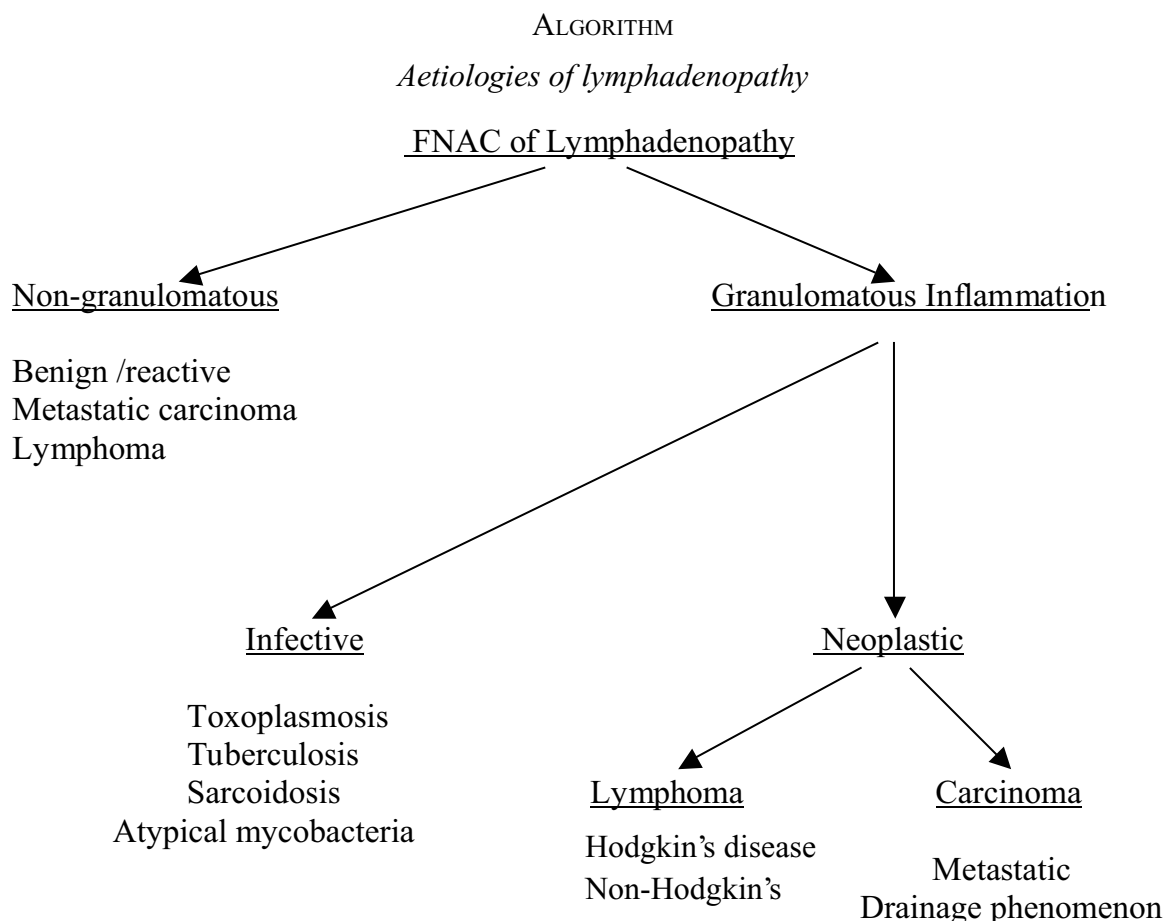 ALGORITHM
Aetiologies of lymphadenopathy
FNAC of Lymphadenopathy
Non-granulomatous
Granulomatous Inflammation
Benign /reactive
Metastatic carcinoma
Lymphoma
Infective
Neoplastic
Toxoplasmosis
Tuberculosis
Sarcoidosis
Atypical mycobacteria
Lymphoma
Carcinoma
Hodgkin’s disease
Non-Hodgkin’s
Metastatic
Drainage phenomenon